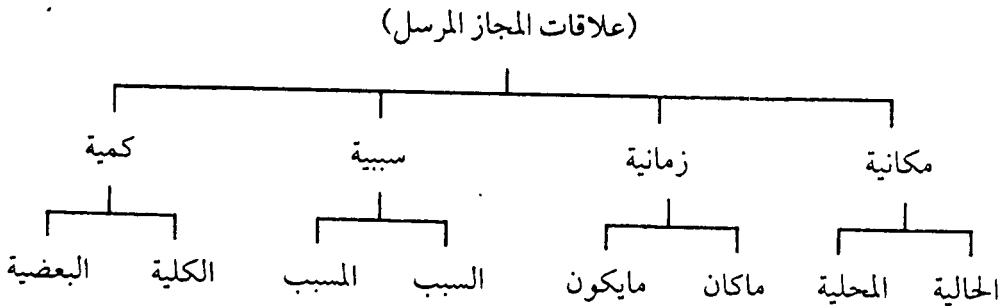 (علاقات المجاز المرسل)
مكانية زمانية سببية كمية
الحالية المحلية ماكان مايكون السبب المسبب الكلية البعضية